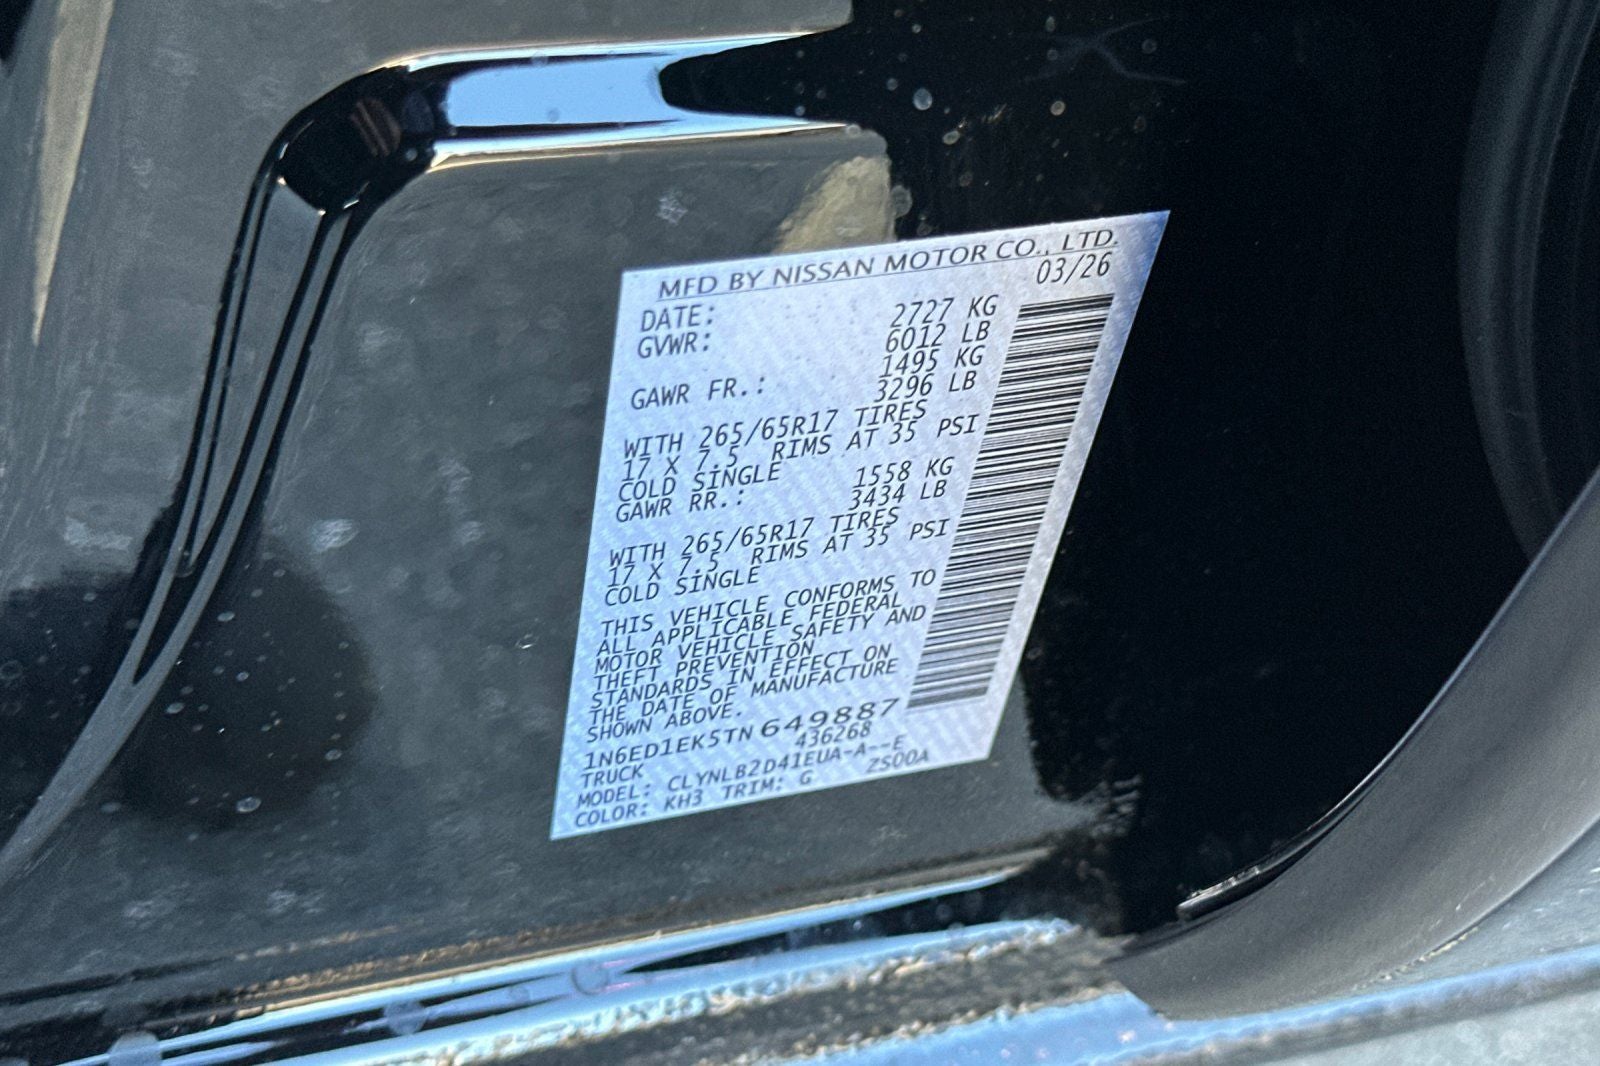 MFD BY NISSAN MOTOR CO., LTD.
DATE: 03/26
GVWR: 2727 KG
6012 LB
GAWR FR.: 1495 KG
3296 LB
WITH 265/65R17 TIRES
17 X 7.5 RIMS AT 35 PSI
COLD SINGLE
GAWR RR.: 1558 KG
3434 LB
WITH 265/65R17 TIRES
17 X 7.5 RIMS AT 35 PSI
COLD SINGLE
THIS VEHICLE CONFORMS TO
ALL APPLICABLE FEDERAL
MOTOR VEHICLE SAFETY AND
THEFT PREVENTION
STANDARDS IN EFFECT ON
THE DATE OF MANUFACTURE
SHOWN ABOVE.
1N6ED1EK5TN649887
TRUCK 436268
MODEL: CLYNLB2D41EUA-A--E
COLOR: KH3 TRIM: G ZS00A